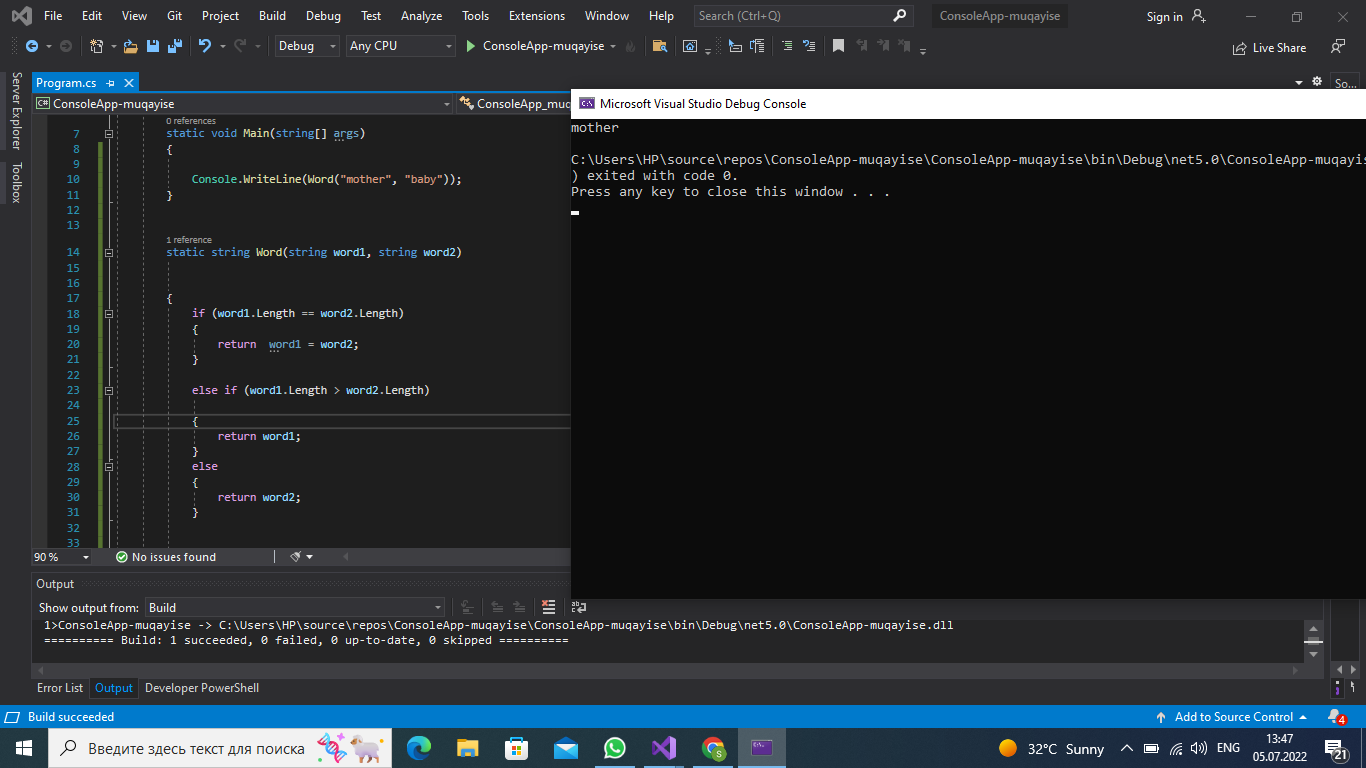 File Edit View Git Project Build Debug Test Analyze Tools Extensions Window Help Search (Ctrl+Q) ConsoleApp-muqayise Sign in
Debug Any CPU ConsoleApp-muqayise Live Share
Server Explorer
Toolbox
Program.cs So...
ConsoleApp-muqayise ConsoleApp_muq
0 references
7 static void Main(string[] args)
8 {
9
10 Console.WriteLine(Word("mother", "baby"));
11 }
12
13
1 reference
14 static string Word(string word1, string word2)
15
16
17 {
18 if (word1.Length == word2.Length)
19 {
20 return word1 = word2;
21 }
22
23 else if (word1.Length > word2.Length)
24
25 {
26 return word1;
27 }
28 else
29 {
30 return word2;
31 }
32
33
90 % No issues found
Microsoft Visual Studio Debug Console
mother
C:\Users\HP\source\repos\ConsoleApp-muqayise\ConsoleApp-muqayise\bin\Debug\net5.0\ConsoleApp-muqayis
) exited with code 0.
Press any key to close this window . . .
Output
Show output from: Build
1>ConsoleApp-muqayise -> C:\Users\HP\source\repos\ConsoleApp-muqayise\ConsoleApp-muqayise\bin\Debug\net5.0\ConsoleApp-muqayise.dll
========== Build: 1 succeeded, 0 failed, 0 up-to-date, 0 skipped ==========
Error List Output Developer PowerShell
Build succeeded Add to Source Control 4
Введите здесь текст для поиска S 32°C Sunny ENG 13:47
05.07.2022 21